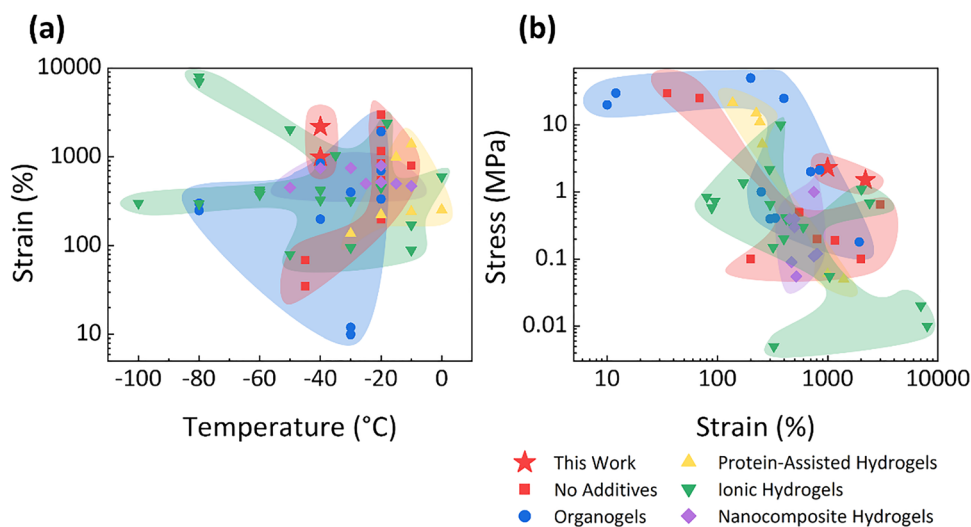 (a)
10000
1000
100
10
Strain (%)
-100 -80 -60 -40 -20 0
Temperature (°C)
(b)
10
1
0.1
0.01
Stress (MPa)
10 100 1000 10000
Strain (%)
This Work
No Additives
Organogels
Protein-Assisted Hydrogels
Ionic Hydrogels
Nanocomposite Hydrogels